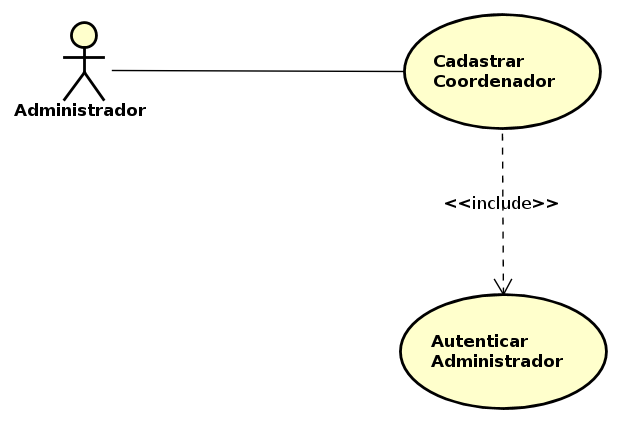 Administrador
Cadastrar
Coordenador
<<include>>
Autenticar
Administrador